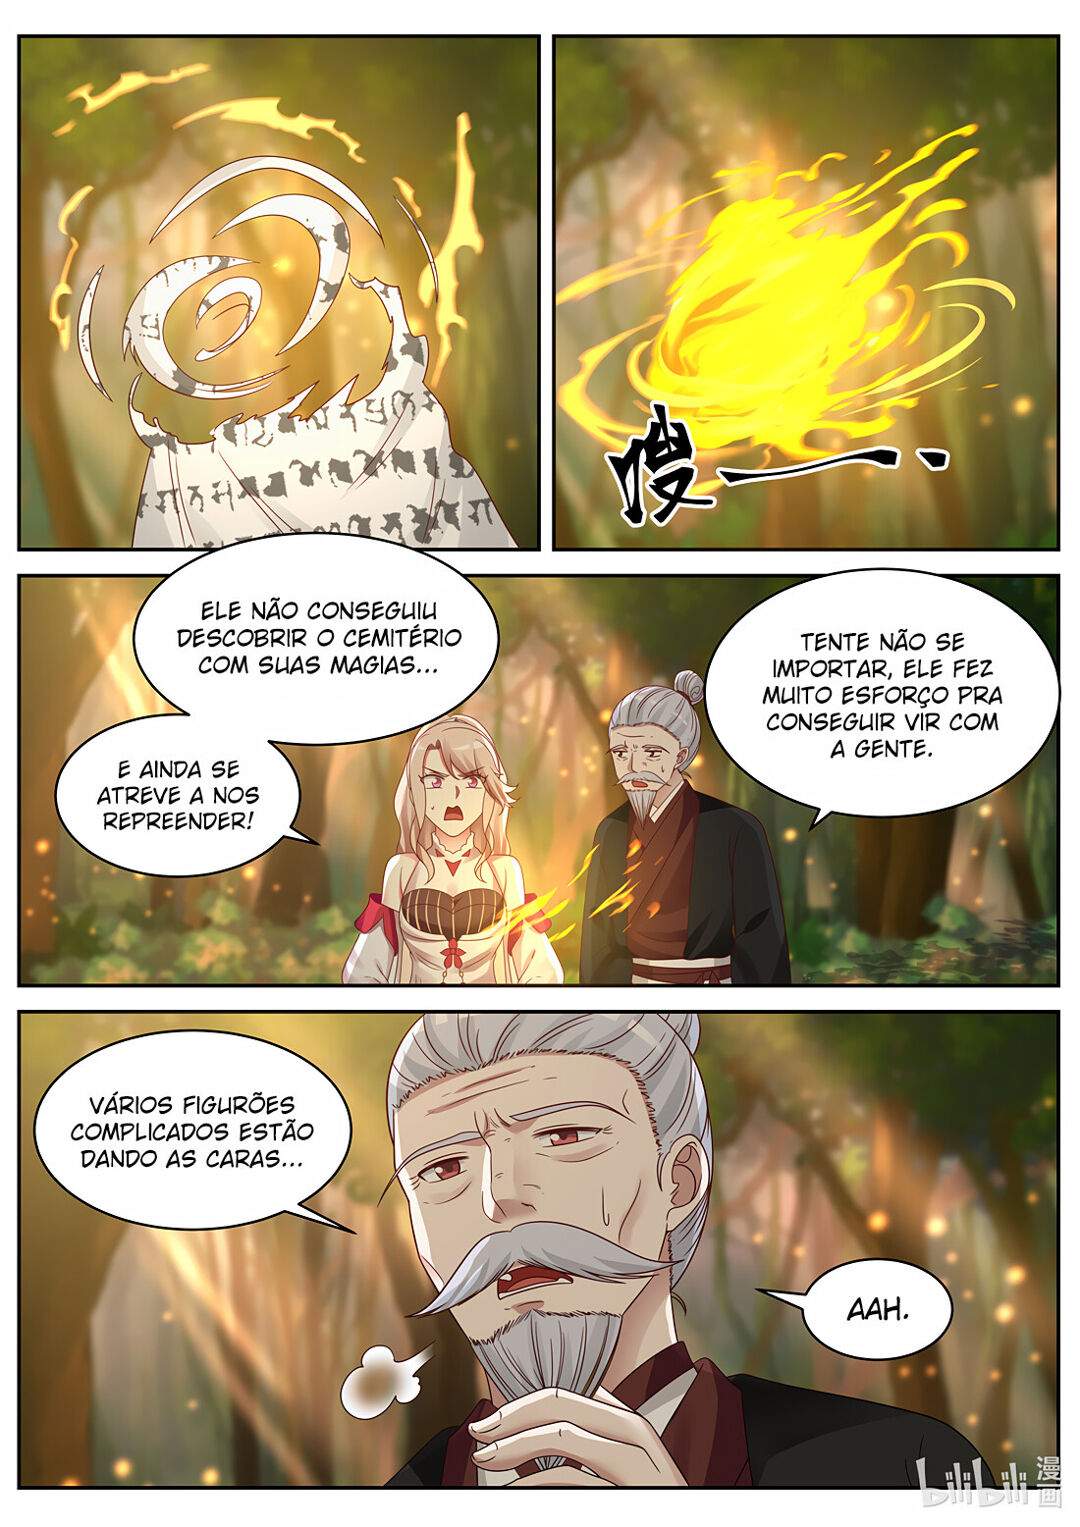 嗖一
ELE NÃO CONSEGUIU
DESCOBRIR O CEMITÉRIO
COM SUAS MAGIAS...
E AINDA SE
ATREVE A NOS
REPREENDER!
TENTE NÃO SE
IMPORTAR, ELE FEZ
MUITO ESFORÇO PRA
CONSEGUIR VIR COM
A GENTE.
VÁRIOS FIGURÕES
COMPLICADOS ESTÃO
DANDO AS CARAS...
AAH.
bilibili 漫画